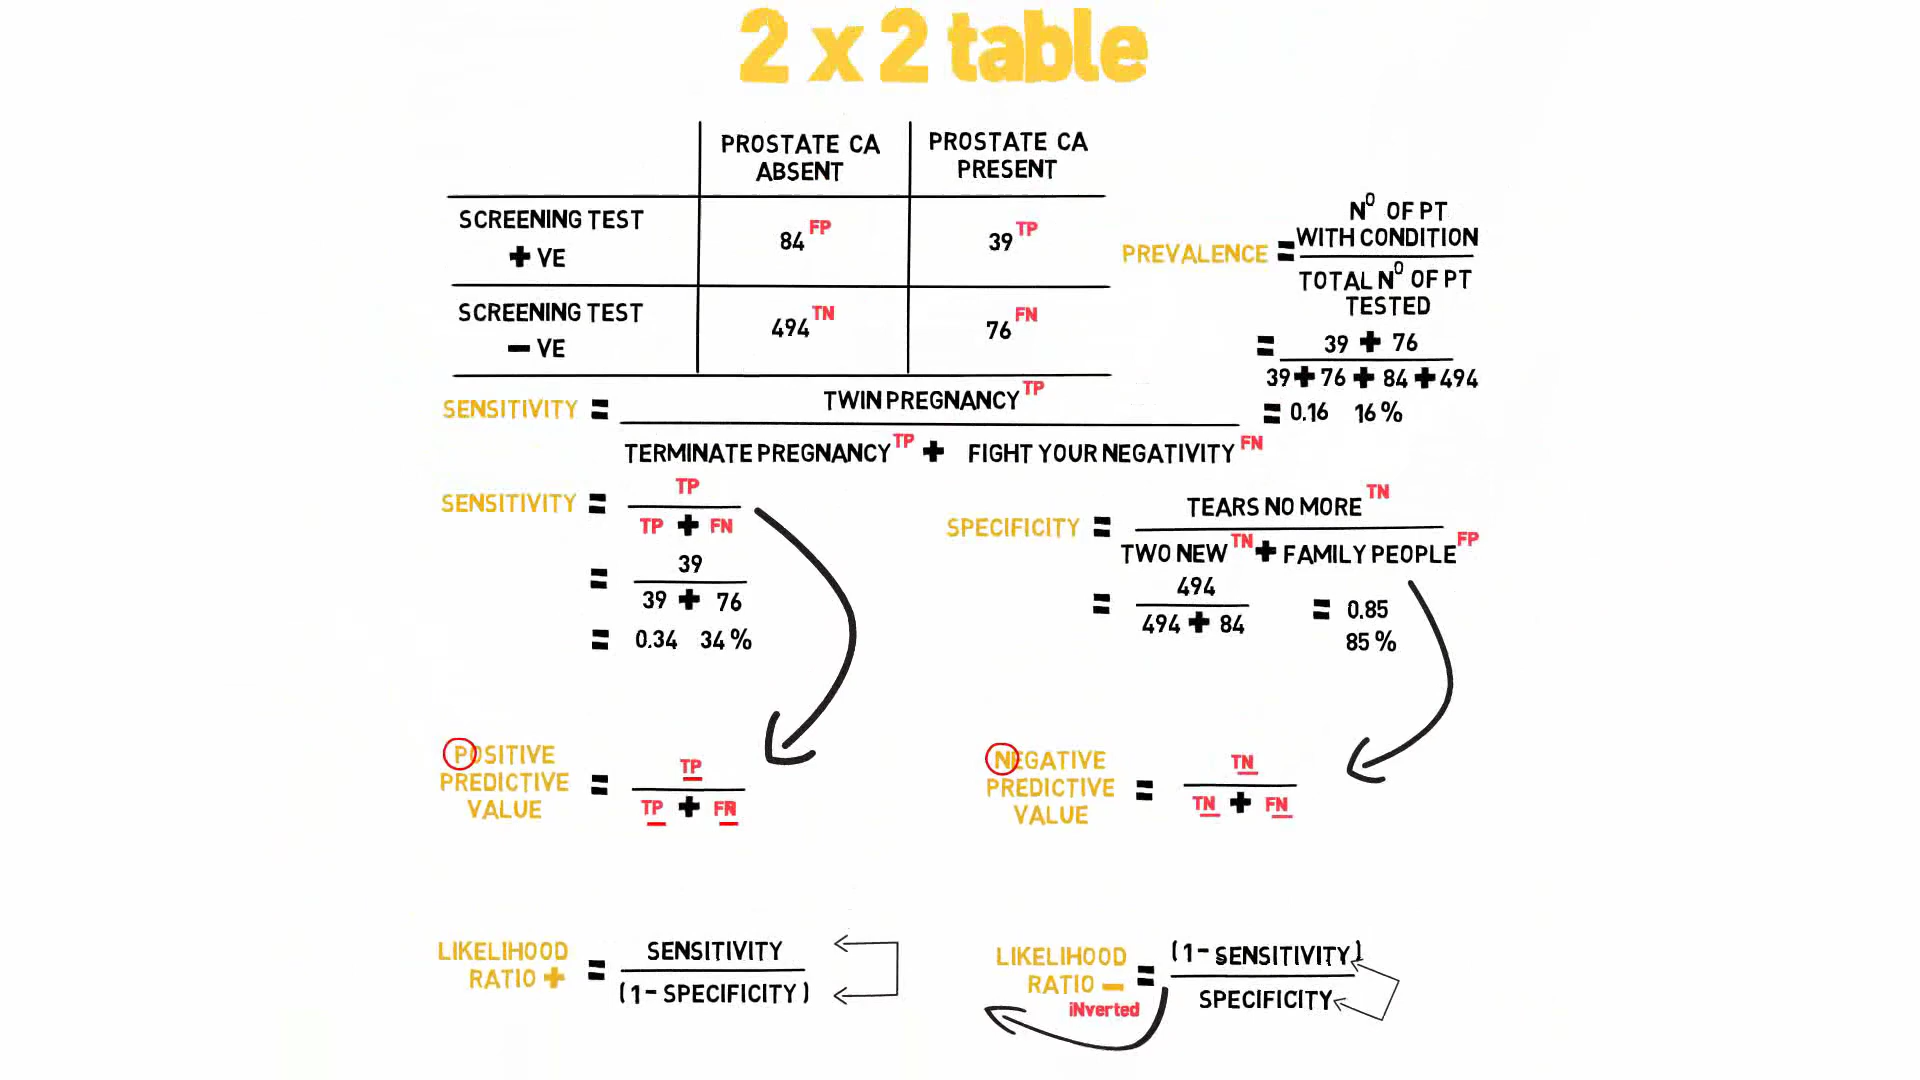 2 x 2 table
PROSTATE CA ABSENT
PROSTATE CA PRESENT
SCREENING TEST + VE
84 FP
39 TP
SCREENING TEST − VE
494 TN
76 FN
PREVALENCE = Nº OF PT WITH CONDITION
TOTAL Nº OF PT TESTED
= 39 + 76
39 + 76 + 84 + 494
= 0.16 16 %
SENSITIVITY = TWIN PREGNANCY TP
TERMINATE PREGNANCY TP + FIGHT YOUR NEGATIVITY FN
SENSITIVITY = TP
TP + FN
= 39
39 + 76
= 0.34 34 %
SPECIFICITY = TEARS NO MORE TN
TWO NEW TN + FAMILY PEOPLE FP
= 494
494 + 84
= 0.85
85 %
POSITIVE
PREDICTIVE
VALUE
= TP
TP +
NEGATIVE
PREDICTIVE
VALUE
= TN
TN + FN
LIKELIHOOD
RATIO +
= SENSITIVITY
(1 - SPECIFICITY)
LIKELIHOOD
RATIO −
iNverted
= (1 - SENSITIVITY)
SPECIFICITY